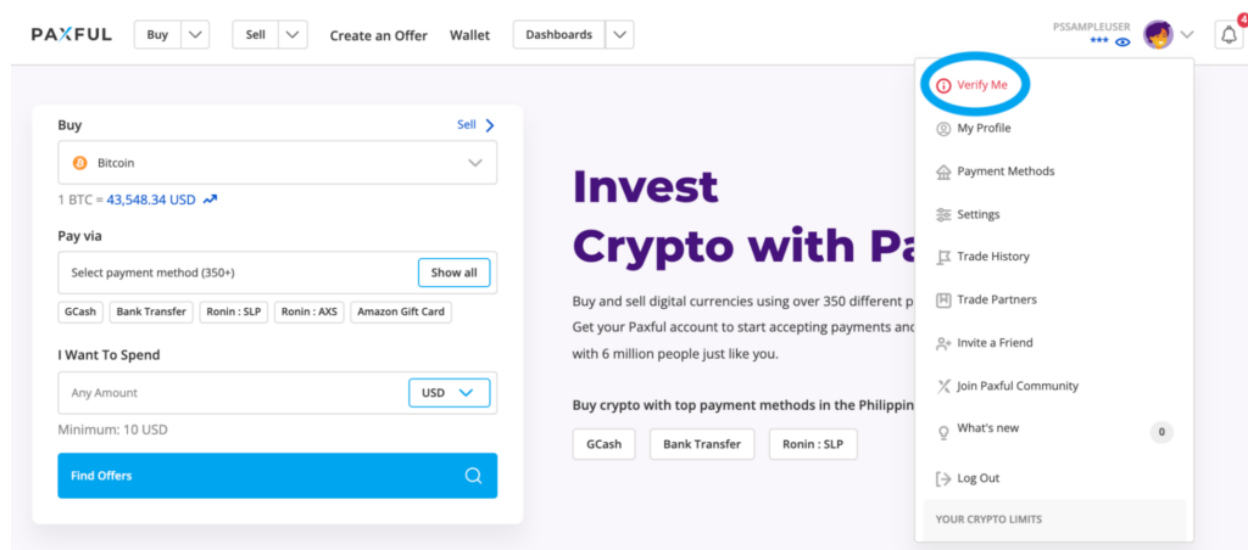 PAXFUL Buy Sell Create an Offer Wallet Dashboards PSSAMPLEUSER
*** 4
Verify Me
My Profile
Payment Methods
Settings
Trade History
Trade Partners
Invite a Friend
Join Paxful Community
What's new 0
Log Out
YOUR CRYPTO LIMITS
Buy Sell
Bitcoin
1 BTC = 43,548.34 USD
Pay via
Select payment method (350+) Show all
GCash Bank Transfer Ronin : SLP Ronin : AXS Amazon Gift Card
I Want To Spend
Any Amount USD
Minimum: 10 USD
Find Offers
Invest
Crypto with Pa
Buy and sell digital currencies using over 350 different p
Get your Paxful account to start accepting payments and
with 6 million people just like you.
Buy crypto with top payment methods in the Philippin
GCash Bank Transfer Ronin : SLP